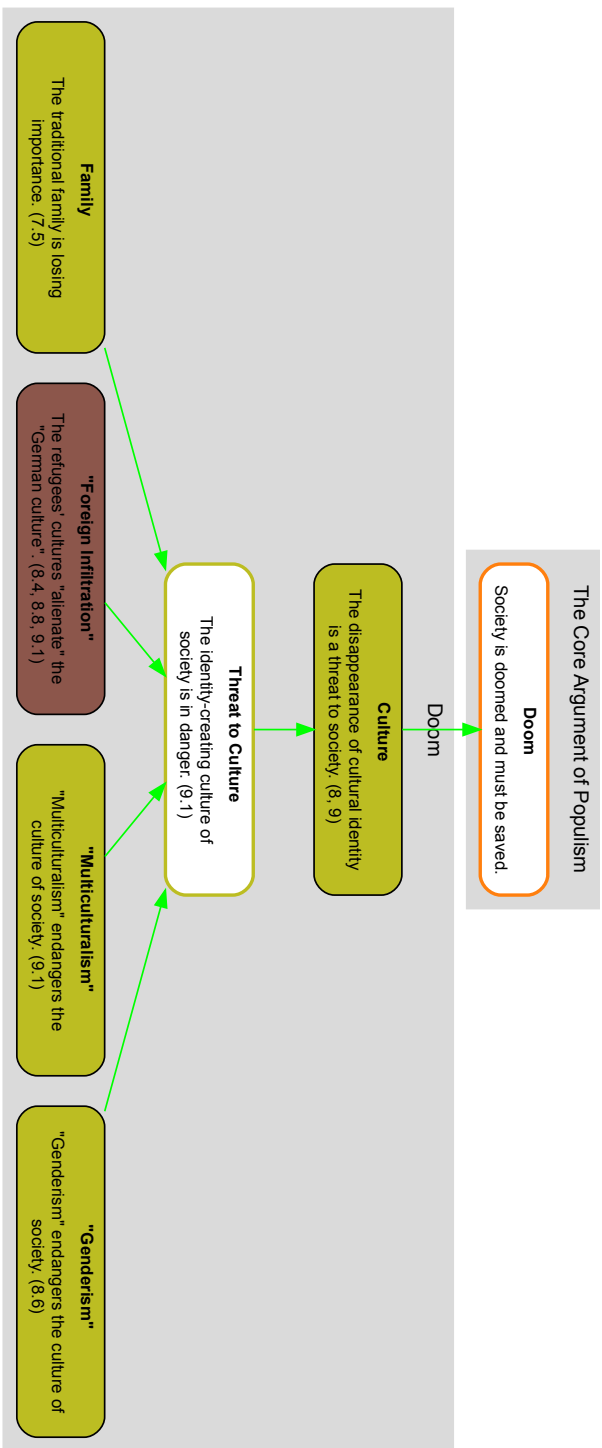 The Core Argument of Populism
Doom
Society is doomed and must be saved.
Doom
Culture
The disappearance of cultural identity
is a threat to society. (8, 9)
Threat to Culture
The identity-creating culture of
society is in danger. (9.1)
Family
The traditional family is losing
importance. (7.5)
"Foreign Infiltration"
The refugees' cultures "alienate" the
"German culture". (8.4, 8.8, 9.1)
"Multiculturalism"
"Multiculturalism" endangers the
culture of society. (9.1)
"Genderism"
"Genderism" endangers the culture of
society. (8.6)